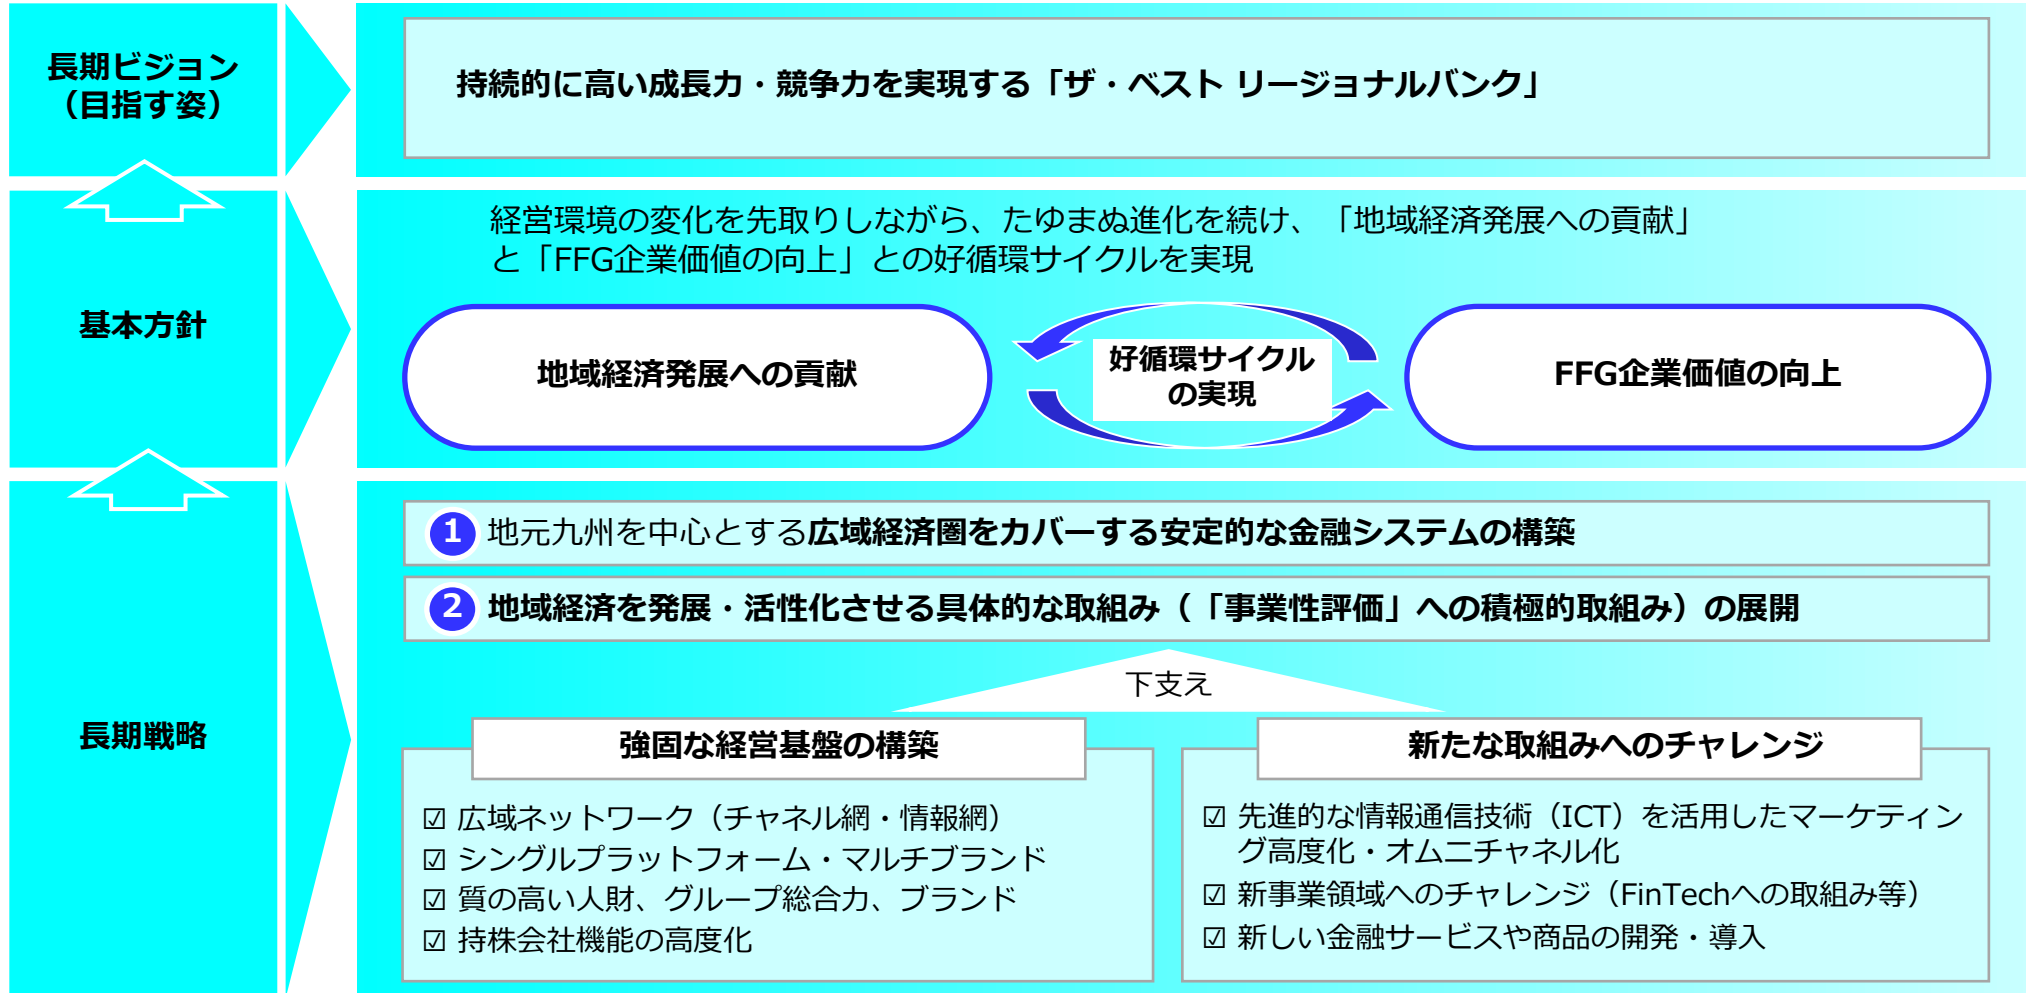 長期ビジョン
（目指す姿）
持続的に高い成長力・競争力を実現する「ザ・ベスト リージョナルバンク」
基本方針
経営環境の変化を先取りしながら、たゆまぬ進化を続け、「地域経済発展への貢献」
と「FFG企業価値の向上」との好循環サイクルを実現
地域経済発展への貢献
好循環サイクル
の実現
FFG企業価値の向上
長期戦略
1 地元九州を中心とする広域経済圏をカバーする安定的な金融システムの構築
2 地域経済を発展・活性化させる具体的な取組み（「事業性評価」への積極的取組み）の展開
下支え
強固な経営基盤の構築
☑ 広域ネットワーク（チャネル網・情報網）
☑ シングルプラットフォーム・マルチブランド
☑ 質の高い人財、グループ総合力、ブランド
☑ 持株会社機能の高度化
新たな取組みへのチャレンジ
☑ 先進的な情報通信技術（ICT）を活用したマーケティン
グ高度化・オムニチャネル化
☑ 新事業領域へのチャレンジ（FinTechへの取組み等）
☑ 新しい金融サービスや商品の開発・導入